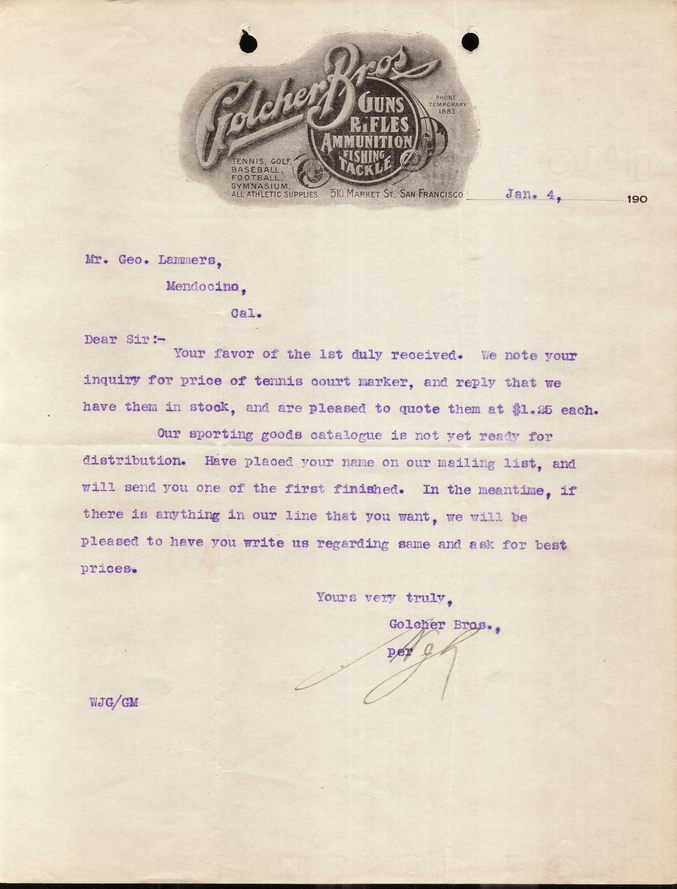 Golcher Bros
GUNS
RIFLES
AMMUNITION
FISHING
TACKLE
PHONE
TEMPORARY
1883
TENNIS, GOLF,
BASEBALL,
FOOTBALL,
GYMNASIUM,
ALL ATHLETIC SUPPLIES.
510 MARKET ST., SAN FRANCISCO Jan. 4, 190
Mr. Geo. Lammers,
Mendocino,
Cal.
Dear Sir:-
Your favor of the 1st duly received. We note your
inquiry for price of tennis court marker, and reply that we
have them in stock, and are pleased to quote them at $1.25 each.
Our sporting goods catalogue is not yet ready for
distribution. Have placed your name on our mailing list, and
will send you one of the first finished. In the meantime, if
there is anything in our line that you want, we will be
pleased to have you write us regarding same and ask for best
prices.
Yours very truly,
Golcher Bros.,
per
WJG/GM